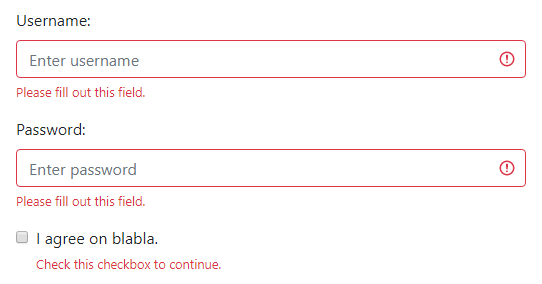 Username:
Enter username
Please fill out this field.
Password:
Enter password
Please fill out this field.
I agree on blabla.
Check this checkbox to continue.